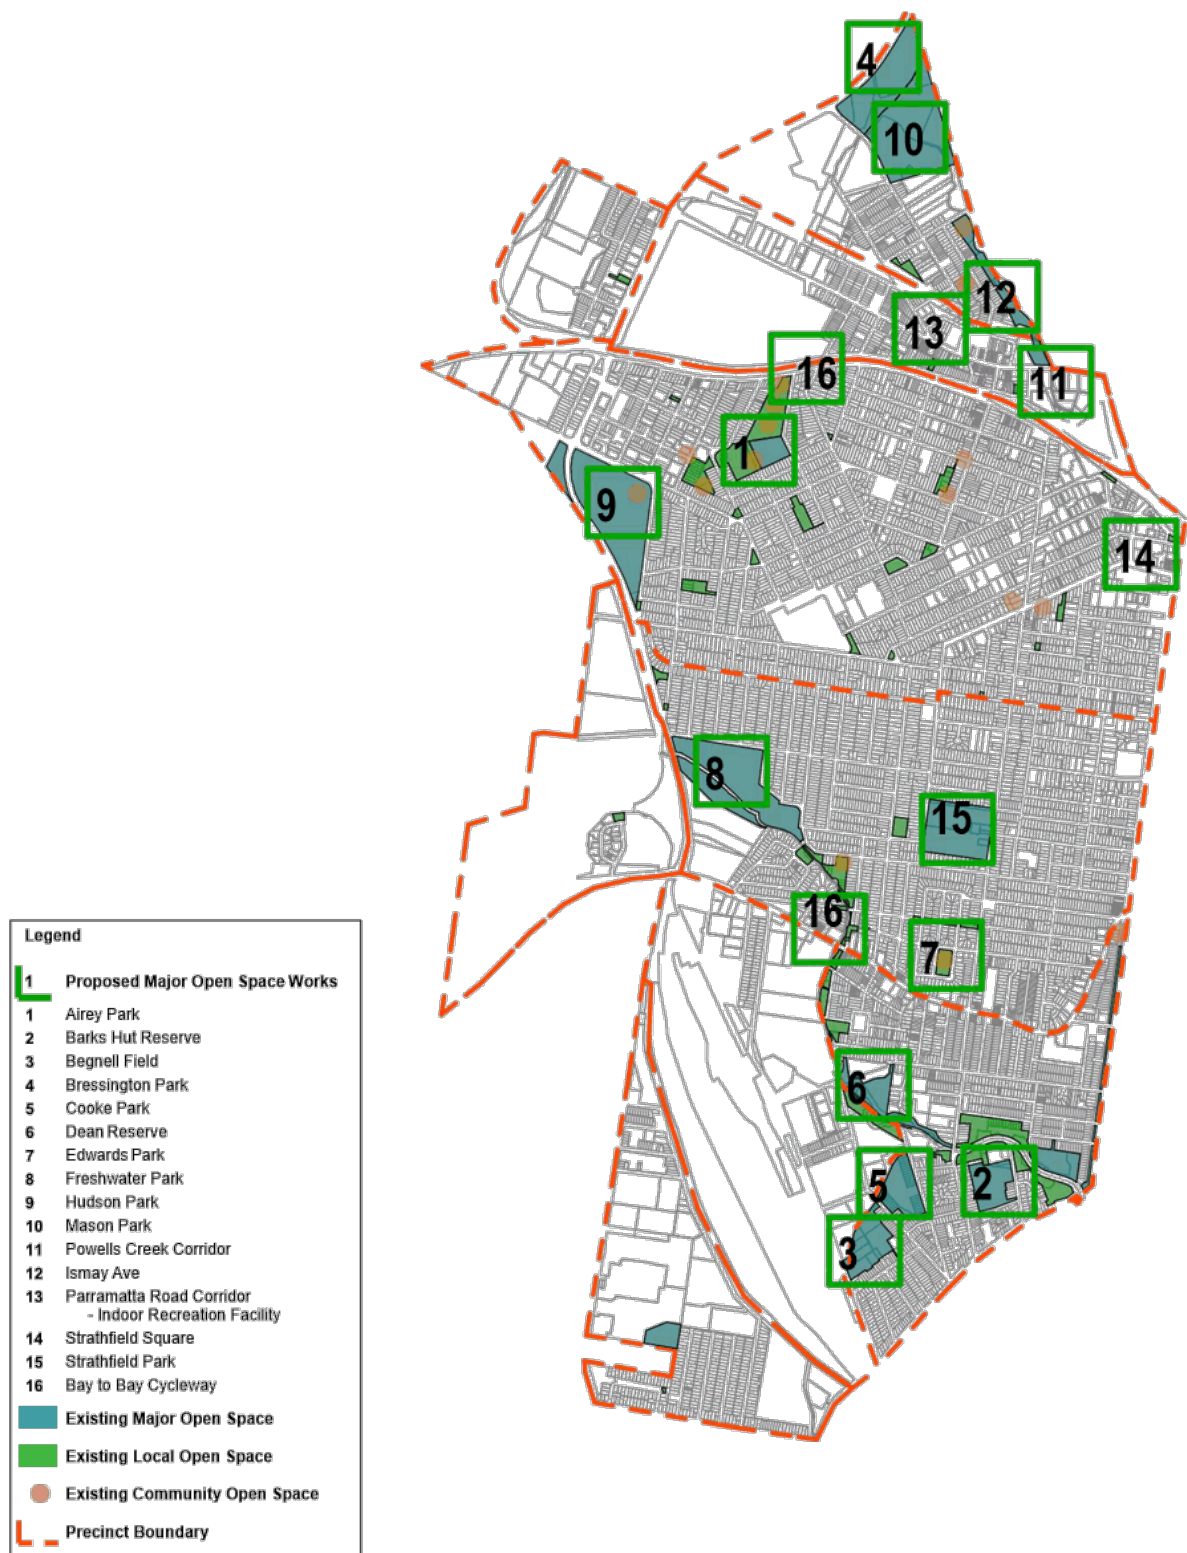 4
10
12
13
16
11
1
9
14
8
15
16
7
6
5
2
3
Legend
1 Proposed Major Open Space Works
1 Airey Park
2 Barks Hut Reserve
3 Begnell Field
4 Bressington Park
5 Cooke Park
6 Dean Reserve
7 Edwards Park
8 Freshwater Park
9 Hudson Park
10 Mason Park
11 Powells Creek Corridor
12 Ismay Ave
13 Parramatta Road Corridor
- Indoor Recreation Facility
14 Strathfield Square
15 Strathfield Park
16 Bay to Bay Cycleway
Existing Major Open Space
Existing Local Open Space
Existing Community Open Space
Precinct Boundary